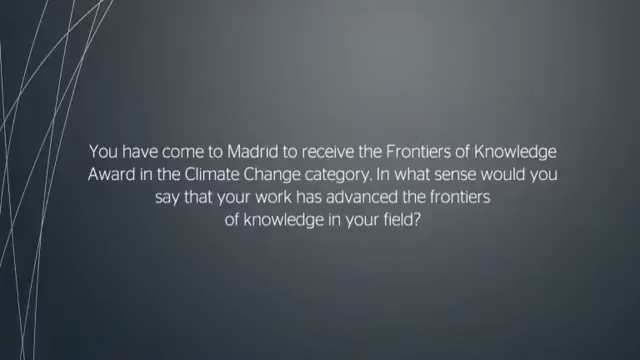 You have come to Madrid to receive the Frontiers of Knowledge
Award in the Climate Change category. In what sense would you
say that your work has advanced the frontiers
of knowledge in your field?